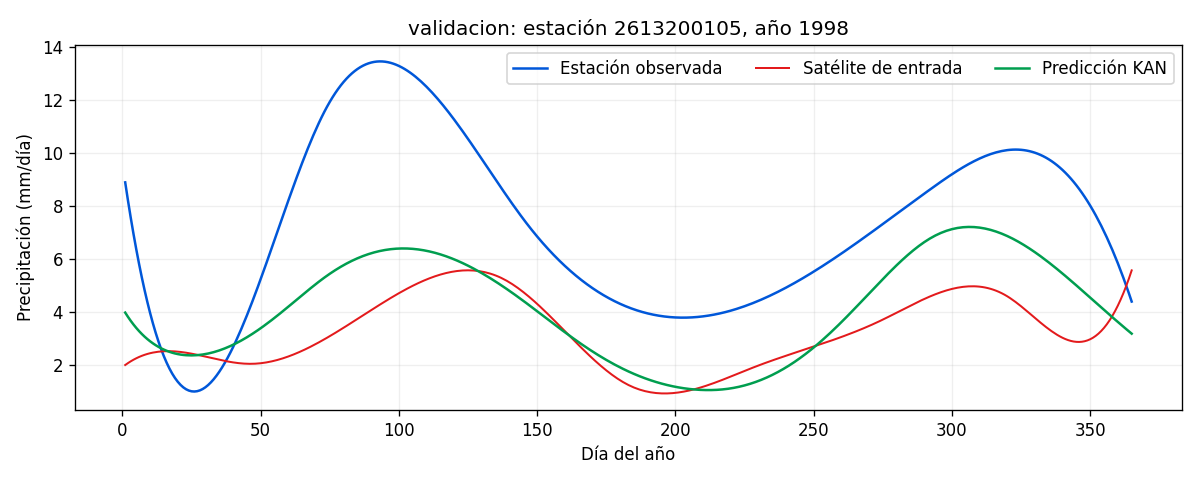 validacion: estación 2613200105, año 1998
Estación observada
Satélite de entrada
Predicción KAN
Precipitación (mm/día)
14
12
10
8
6
4
2
0
50
100
150
200
250
300
350
Día del año